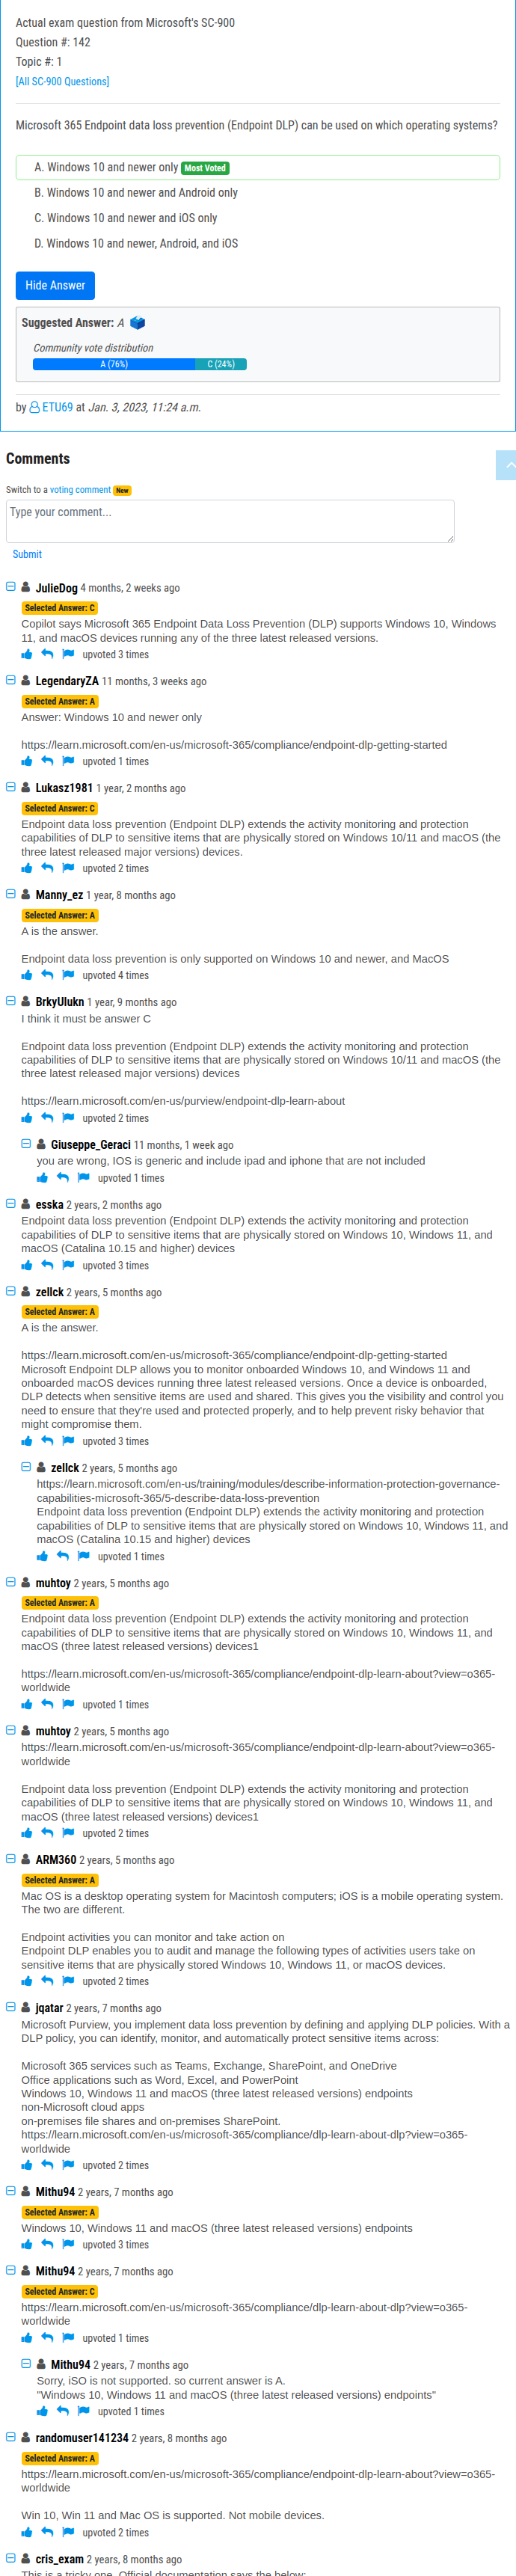 Actual exam question from Microsoft's SC-900
Question #: 142
Topic #: 1
[All SC-900 Questions]
Microsoft 365 Endpoint data loss prevention (Endpoint DLP) can be used on which operating systems?
A. Windows 10 and newer only Most Voted
B. Windows 10 and newer and Android only
C. Windows 10 and newer and iOS only
D. Windows 10 and newer, Android, and iOS
Hide Answer
Suggested Answer: A
Community vote distribution
A (76%) C (24%)
by ETU69 at Jan. 3, 2023, 11:24 a.m.
Comments
Switch to a voting comment New
Type your comment...
Submit
JulieDog 4 months, 2 weeks ago
Selected Answer: C
Copilot says Microsoft 365 Endpoint Data Loss Prevention (DLP) supports Windows 10, Windows
11, and macOS devices running any of the three latest released versions.
upvoted 3 times
LegendaryZA 11 months, 3 weeks ago
Selected Answer: A
Answer: Windows 10 and newer only
https://learn.microsoft.com/en-us/microsoft-365/compliance/endpoint-dlp-getting-started
upvoted 1 times
Lukasz1981 1 year, 2 months ago
Selected Answer: C
Endpoint data loss prevention (Endpoint DLP) extends the activity monitoring and protection
capabilities of DLP to sensitive items that are physically stored on Windows 10/11 and macOS (the
three latest released major versions) devices.
upvoted 2 times
Manny_ez 1 year, 8 months ago
Selected Answer: A
A is the answer.
Endpoint data loss prevention is only supported on Windows 10 and newer, and MacOS
upvoted 4 times
BrkyUlukn 1 year, 9 months ago
I think it must be answer C
Endpoint data loss prevention (Endpoint DLP) extends the activity monitoring and protection
capabilities of DLP to sensitive items that are physically stored on Windows 10/11 and macOS (the
three latest released major versions) devices
https://learn.microsoft.com/en-us/purview/endpoint-dlp-learn-about
upvoted 2 times
Giuseppe_Geraci 11 months, 1 week ago
you are wrong, IOS is generic and include ipad and iphone that are not included
upvoted 1 times
esska 2 years, 2 months ago
Endpoint data loss prevention (Endpoint DLP) extends the activity monitoring and protection
capabilities of DLP to sensitive items that are physically stored on Windows 10, Windows 11, and
macOS (Catalina 10.15 and higher) devices
upvoted 3 times
zellck 2 years, 5 months ago
Selected Answer: A
A is the answer.
https://learn.microsoft.com/en-us/microsoft-365/compliance/endpoint-dlp-getting-started
Microsoft Endpoint DLP allows you to monitor onboarded Windows 10, and Windows 11 and
onboarded macOS devices running three latest released versions. Once a device is onboarded,
DLP detects when sensitive items are used and shared. This gives you the visibility and control you
need to ensure that they're used and protected properly, and to help prevent risky behavior that
might compromise them.
upvoted 3 times
zellck 2 years, 5 months ago
https://learn.microsoft.com/en-us/training/modules/describe-information-protection-governance-
capabilities-microsoft-365/5-describe-data-loss-prevention
Endpoint data loss prevention (Endpoint DLP) extends the activity monitoring and protection
capabilities of DLP to sensitive items that are physically stored on Windows 10, Windows 11, and
macOS (Catalina 10.15 and higher) devices
upvoted 1 times
muhtoy 2 years, 5 months ago
Selected Answer: A
Endpoint data loss prevention (Endpoint DLP) extends the activity monitoring and protection
capabilities of DLP to sensitive items that are physically stored on Windows 10, Windows 11, and
macOS (three latest released versions) devices1
https://learn.microsoft.com/en-us/microsoft-365/compliance/endpoint-dlp-learn-about?view=o365-
worldwide
upvoted 1 times
muhtoy 2 years, 5 months ago
https://learn.microsoft.com/en-us/microsoft-365/compliance/endpoint-dlp-learn-about?view=o365-
worldwide
Endpoint data loss prevention (Endpoint DLP) extends the activity monitoring and protection
capabilities of DLP to sensitive items that are physically stored on Windows 10, Windows 11, and
macOS (three latest released versions) devices1
upvoted 2 times
ARM360 2 years, 5 months ago
Selected Answer: A
Mac OS is a desktop operating system for Macintosh computers; iOS is a mobile operating system.
The two are different.
Endpoint activities you can monitor and take action on
Endpoint DLP enables you to audit and manage the following types of activities users take on
sensitive items that are physically stored Windows 10, Windows 11, or macOS devices.
upvoted 2 times
jqatar 2 years, 7 months ago
Microsoft Purview, you implement data loss prevention by defining and applying DLP policies. With a
DLP policy, you can identify, monitor, and automatically protect sensitive items across:
Microsoft 365 services such as Teams, Exchange, SharePoint, and OneDrive
Office applications such as Word, Excel, and PowerPoint
Windows 10, Windows 11 and macOS (three latest released versions) endpoints
non-Microsoft cloud apps
on-premises file shares and on-premises SharePoint.
https://learn.microsoft.com/en-us/microsoft-365/compliance/dlp-learn-about-dlp?view=o365-
worldwide
upvoted 2 times
Mithu94 2 years, 7 months ago
Selected Answer: A
Windows 10, Windows 11 and macOS (three latest released versions) endpoints
upvoted 3 times
Mithu94 2 years, 7 months ago
Selected Answer: C
https://learn.microsoft.com/en-us/microsoft-365/compliance/dlp-learn-about-dlp?view=o365-
worldwide
upvoted 1 times
Mithu94 2 years, 7 months ago
Sorry, iSO is not supported. so current answer is A.
"Windows 10, Windows 11 and macOS (three latest released versions) endpoints"
upvoted 1 times
randomuser141234 2 years, 8 months ago
Selected Answer: A
https://learn.microsoft.com/en-us/microsoft-365/compliance/endpoint-dlp-learn-about?view=o365-
worldwide
Win 10, Win 11 and Mac OS is supported. Not mobile devices.
upvoted 2 times
cris_exam 2 years, 8 months ago
This is a tricky one. Official documentation says the below: